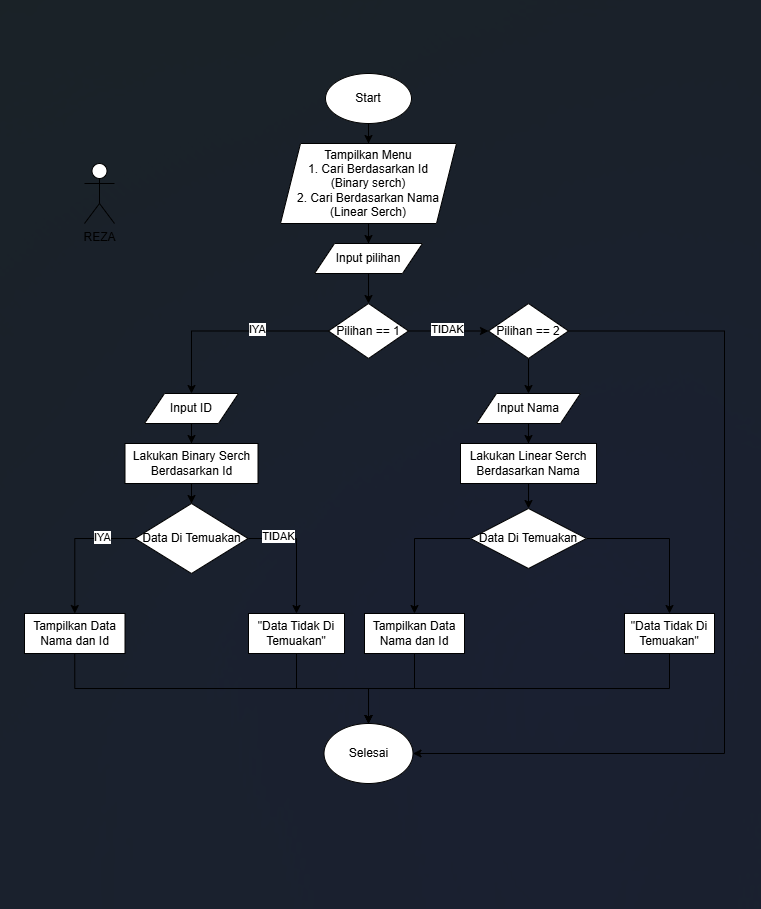 Start
Tampilkan Menu
1. Cari Berdasarkan Id
(Binary serch)
2. Cari Berdasarkan Nama
(Linear Serch)
REZA
Input pilihan
IYA
Pilihan == 1
TIDAK
Pilihan == 2
Input ID
Input Nama
Lakukan Binary Serch
Berdasarkan Id
Lakukan Linear Serch
Berdasarkan Nama
IYA
Data Di Temuakan
TIDAK
Data Di Temuakan
Tampilkan Data
Nama dan Id
"Data Tidak Di
Temuakan"
Tampilkan Data
Nama dan Id
"Data Tidak Di
Temuakan"
Selesai